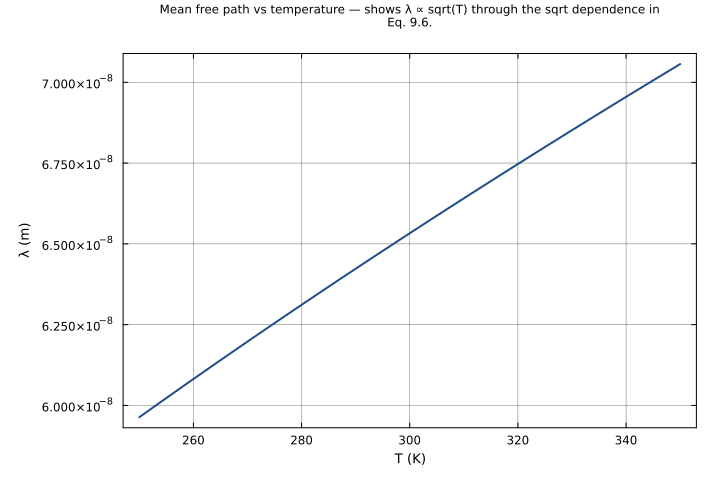 Mean free path vs temperature — shows λ ∝ sqrt(T) through the sqrt dependence in
Eq. 9.6.
7.000×10⁻⁸
6.750×10⁻⁸
6.500×10⁻⁸
6.250×10⁻⁸
6.000×10⁻⁸
λ (m)
260 280 300 320 340
T (K)